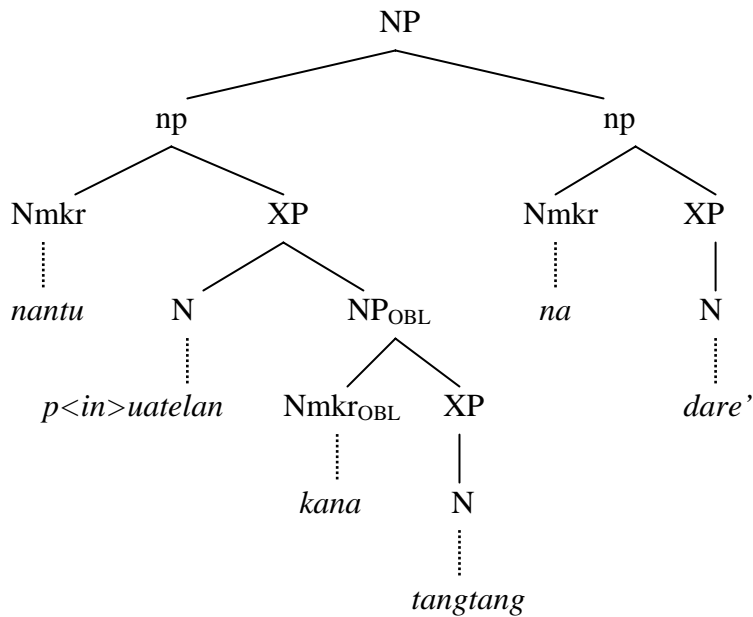 NP
np np
Nmkr XP Nmkr XP
nantu N NP_OBL na N
p<in>uatelan Nmkr_OBL XP dare’
kana N
tangtang